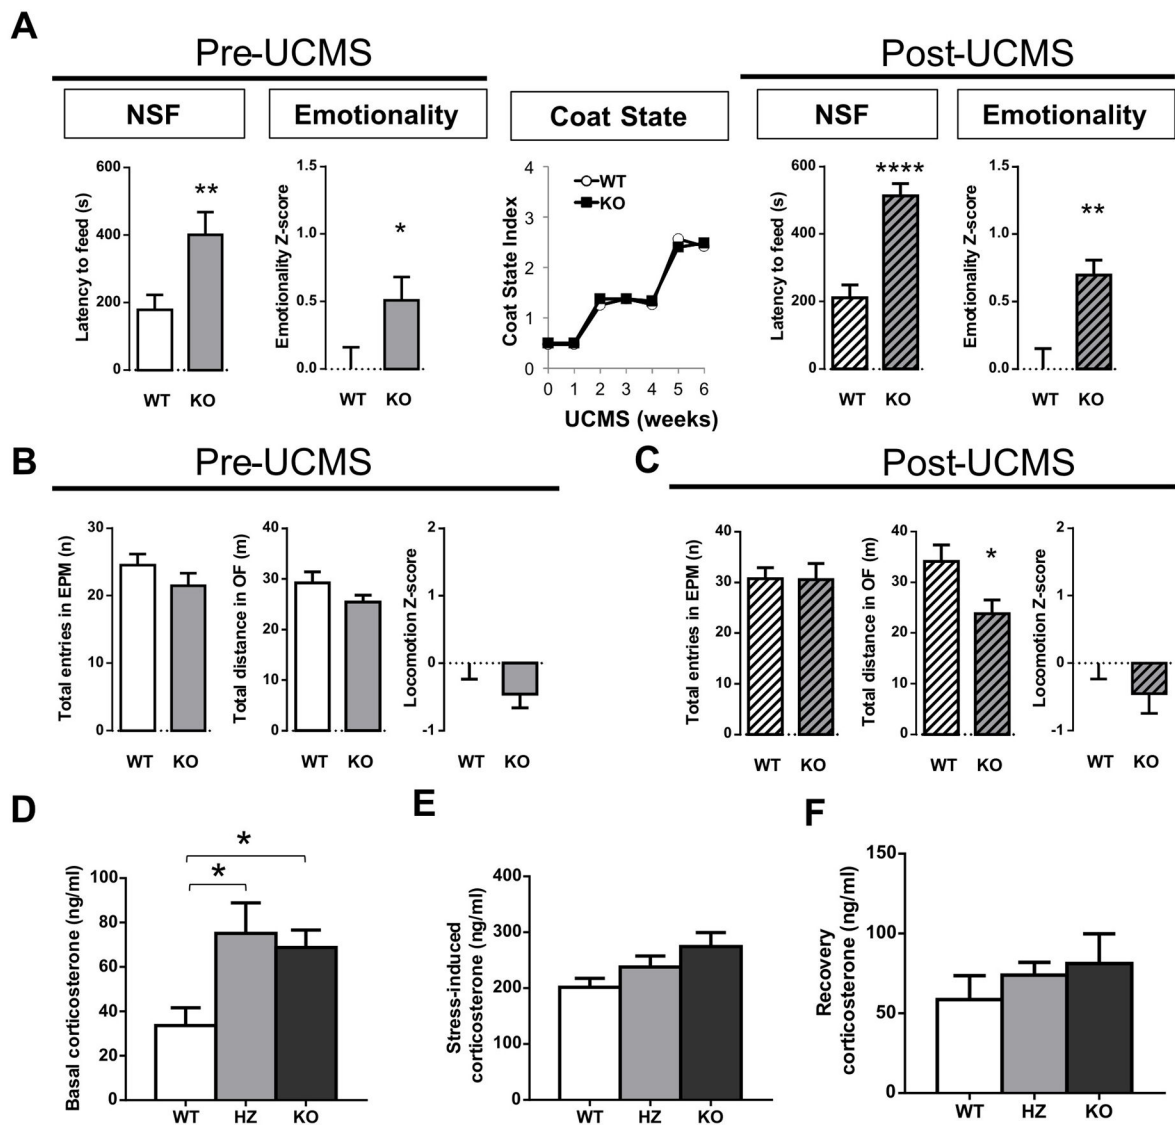 A
Pre-UCMS
Post-UCMS
NSF
Emotionality
Coat State
NSF
Emotionality
Latency to feed (s)
600
400
200
0
**
WT KO
Emotionality Z-score
1.5
1.0
0.5
0.0
*
WT KO
Coat State Index
4
3
2
1
0
WT
KO
0 1 2 3 4 5 6
UCMS (weeks)
Latency to feed (s)
600
400
200
0
****
WT KO
Emotionality Z-score
1.5
1.0
0.5
0.0
**
WT KO
B
Pre-UCMS
Total entries in EPM (n)
30
20
10
0
WT KO
Total distance in OF (m)
40
30
20
10
0
WT KO
Locomotion Z-score
2
1
0
-1
WT KO
C
Post-UCMS
Total entries in EPM (n)
40
30
20
10
0
WT KO
Total distance in OF (m)
40
30
20
10
0
*
WT KO
Locomotion Z-score
2
1
0
-1
WT KO
D
Basal corticosterone (ng/ml)
100
80
60
40
20
0
*
*
WT HZ KO
E
Stress-induced
corticosterone (ng/ml)
400
300
200
100
0
WT HZ KO
F
Recovery
corticosterone (ng/ml)
150
100
50
0
WT HZ KO